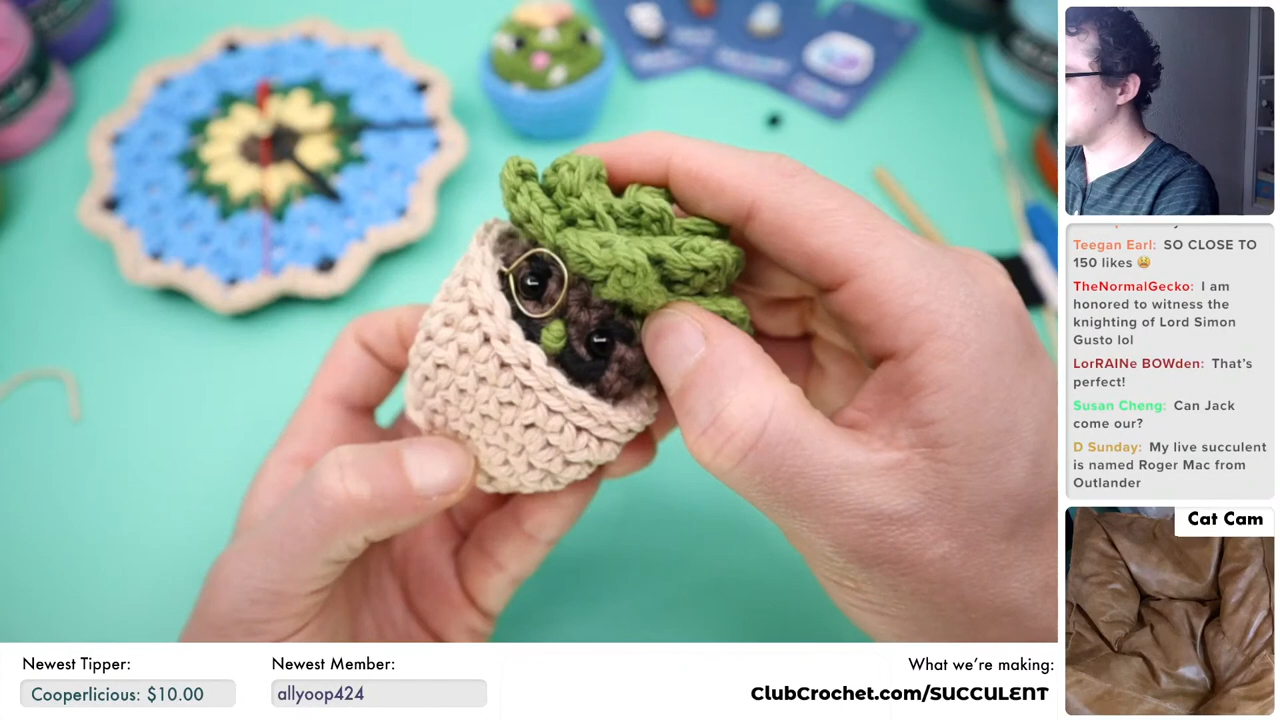 Teegan Earl: SO CLOSE TO
150 likes 😩
TheNormalGecko: I am
honored to witness the
knighting of Lord Simon
Gusto lol
LorRAINe BOWden: That's
perfect!
Susan Cheng: Can Jack
come our?
D Sunday: My live succulent
is named Roger Mac from
Outlander
Cat Cam
Newest Tipper:
Cooperlicious: $10.00
Newest Member:
allyoop424
What we're making:
ClubCrochet.com/SUCCULENT